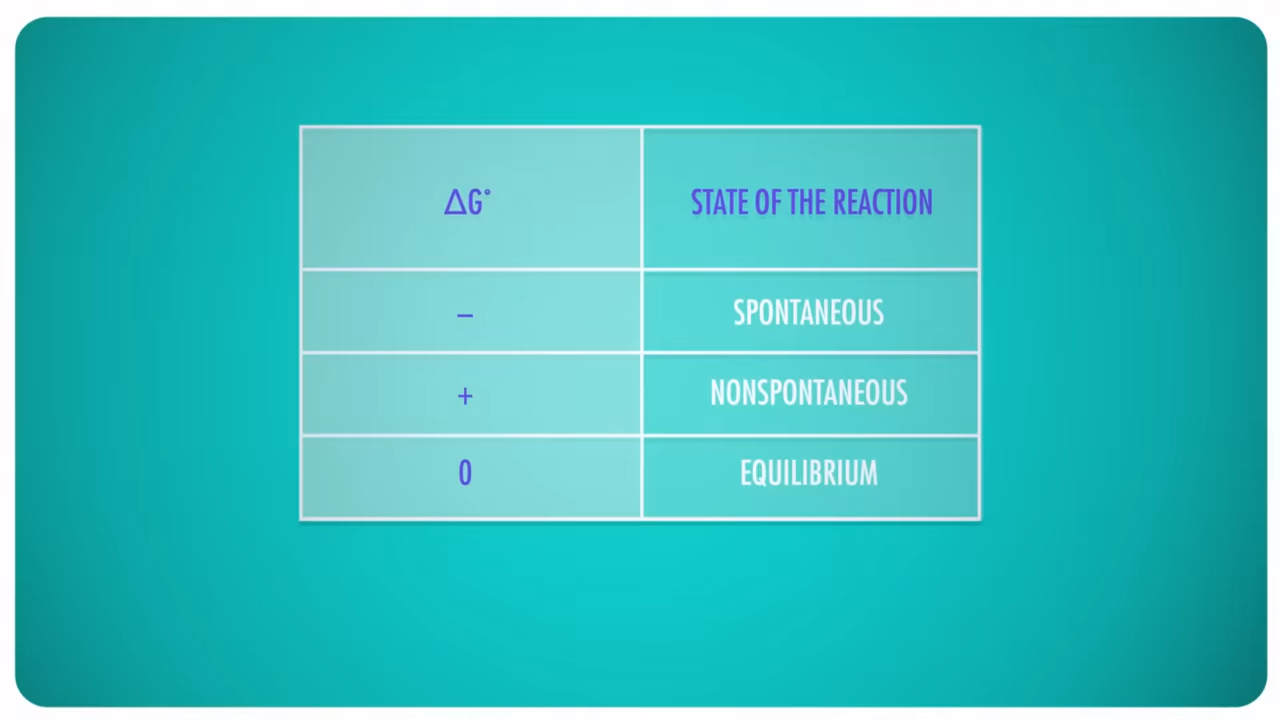 ΔG° STATE OF THE REACTION
– SPONTANEOUS
+ NONSPONTANEOUS
0 EQUILIBRIUM